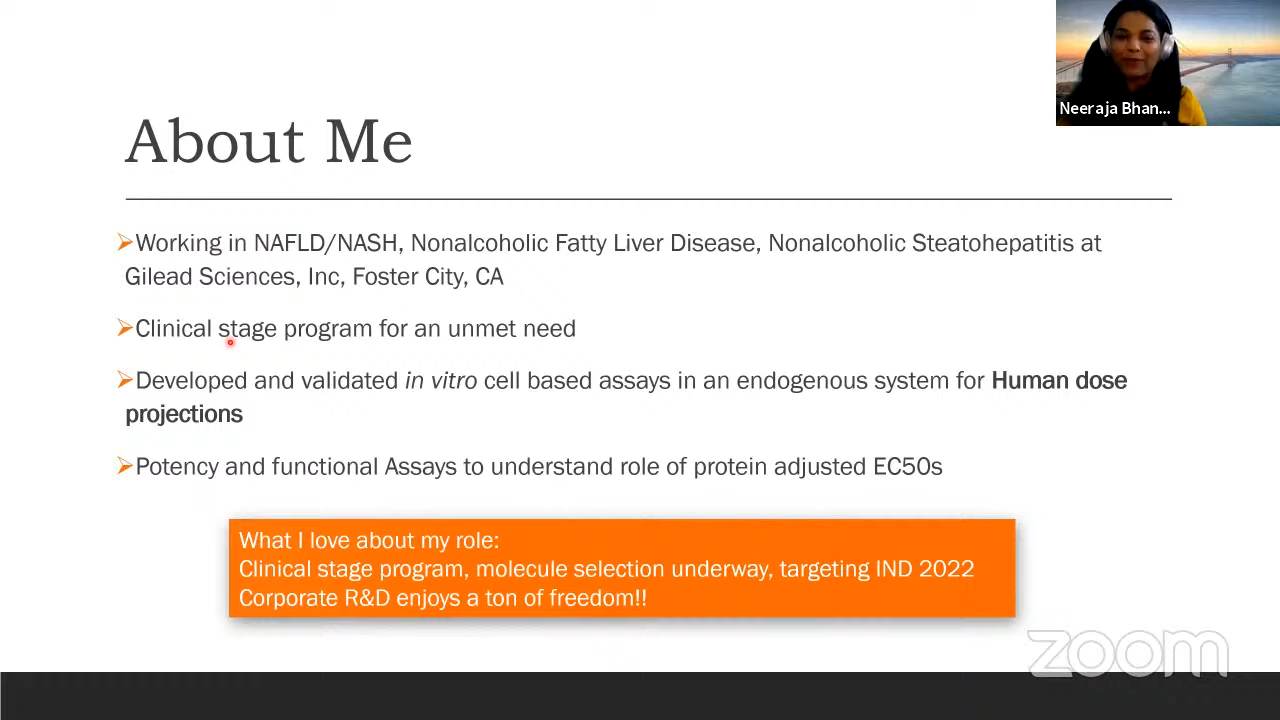 Neeraja Bhan...
About Me
Working in NAFLD/NASH, Nonalcoholic Fatty Liver Disease, Nonalcoholic Steatohepatitis at
Gilead Sciences, Inc, Foster City, CA
Clinical stage program for an unmet need
Developed and validated in vitro cell based assays in an endogenous system for Human dose
projections
Potency and functional Assays to understand role of protein adjusted EC50s
What I love about my role:
Clinical stage program, molecule selection underway, targeting IND 2022
Corporate R&D enjoys a ton of freedom!!
zoom